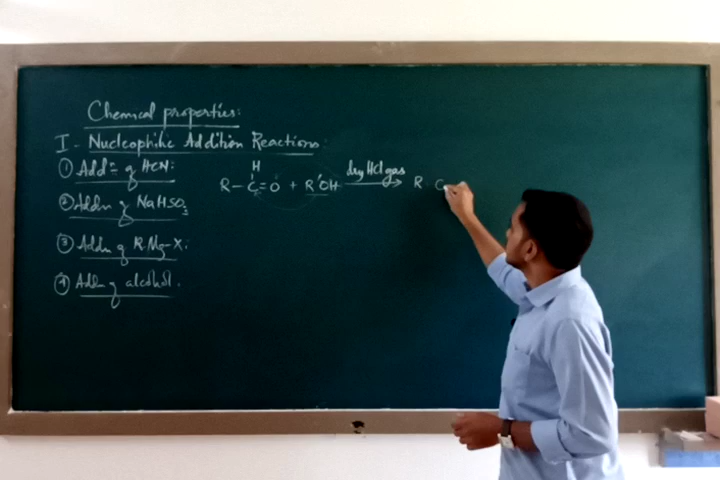 Chemical properties:
I - Nucleophilic Addition Reactions:
① Addn of HCN:
② Addn of NaHSO3
③ Addn of R-Mg-X:
④ Addn of alcohol.
H
R-C=O + R'OH dry HCl gas → R C